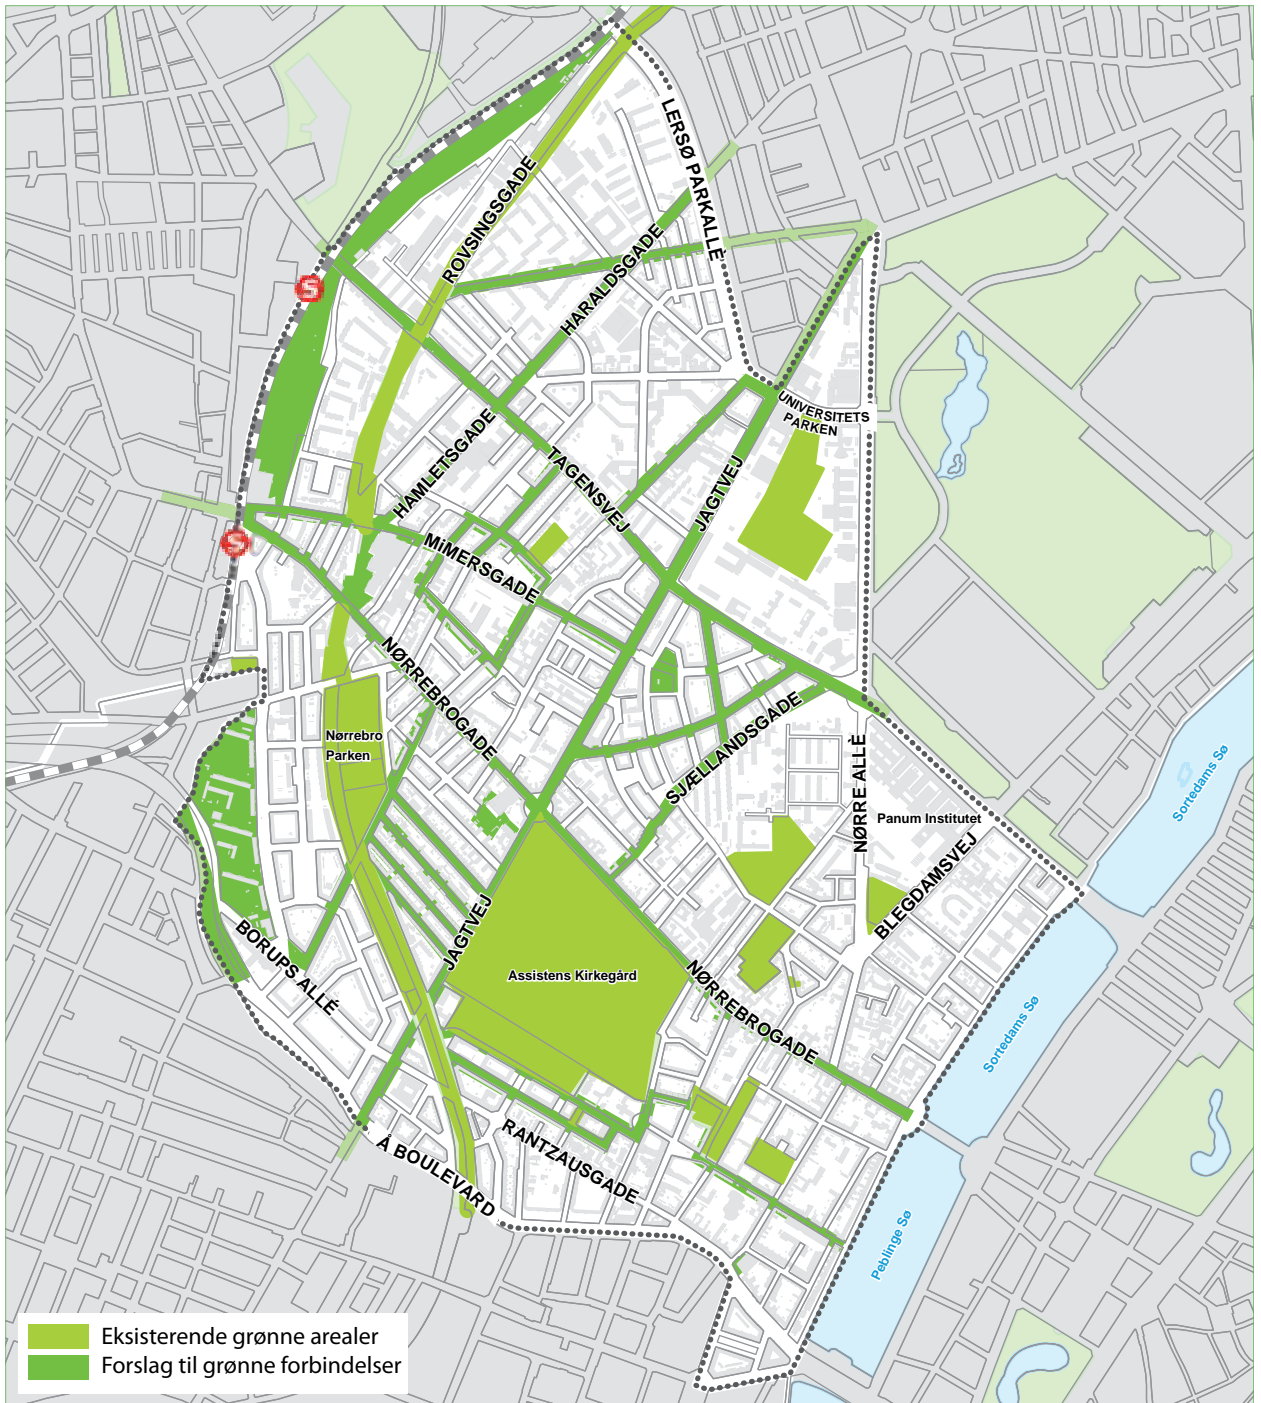 LERSØ PARKALLÈ
ROVSINGSGADE
HARALDSGADE
S
UNIVERSITETS
PARKEN
HAMLETSGADE
TAGENSVEJ
JAGTVEJ
S
MiMERSGADE
NØRREBROGADE
Nørrebro
Parken
SJÆLLANDSGADE
NØRRE ALLÈ
Sortedams Sø
Panum Institutet
BLEGDAMSVEJ
JAGTVEJ
BORUPS ALLÉ
Assistens Kirkegård
NØRREBROGADE
Sortedams Sø
RANTZAUSGADE
Å BOULEVARD
Peblinge Sø
Eksisterende grønne arealer
Forslag til grønne forbindelser